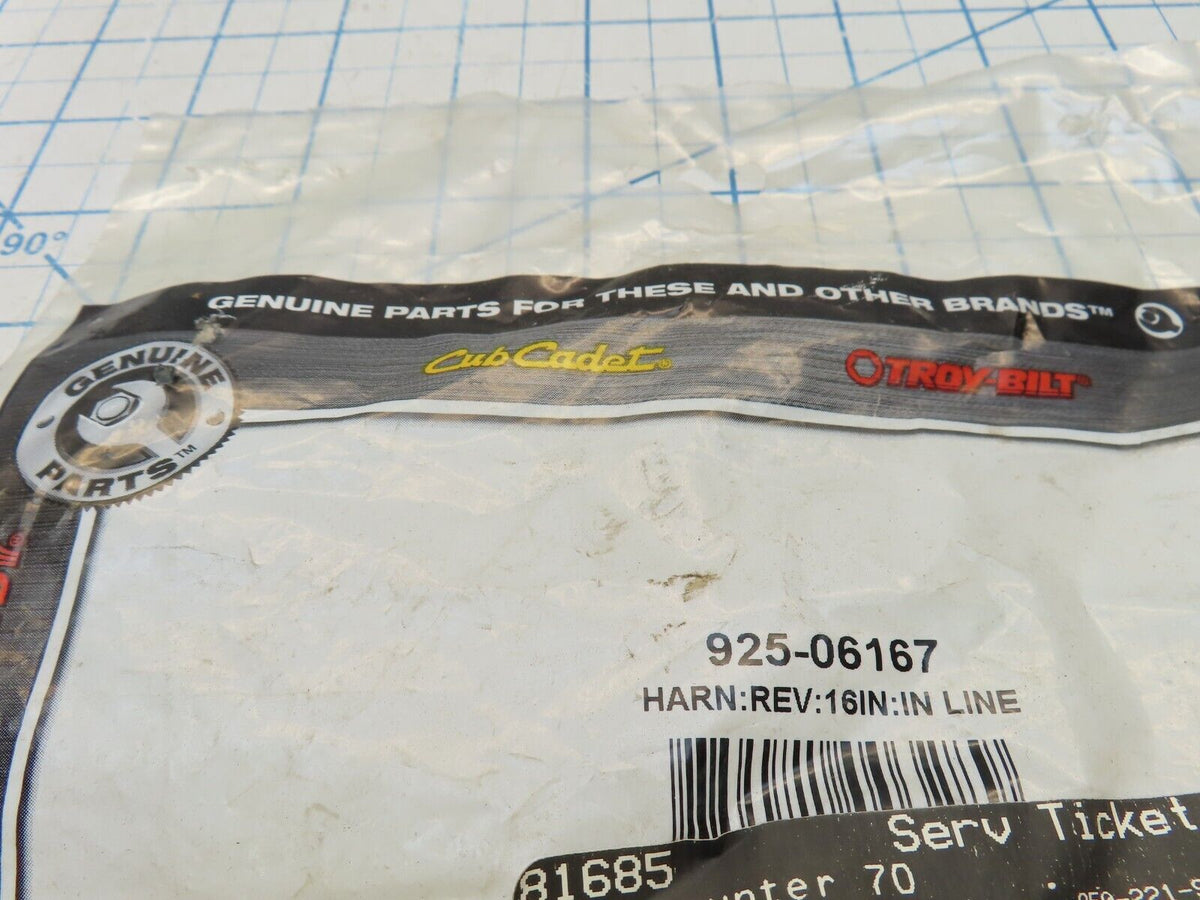 90°
GENUINE PARTS FOR THESE AND OTHER BRANDS™
Cub Cadet®
TROY-BILT®
GENUINE
PARTS™
925-06167
HARN:REV:16IN:IN LINE
Serv Ticket
81685
70